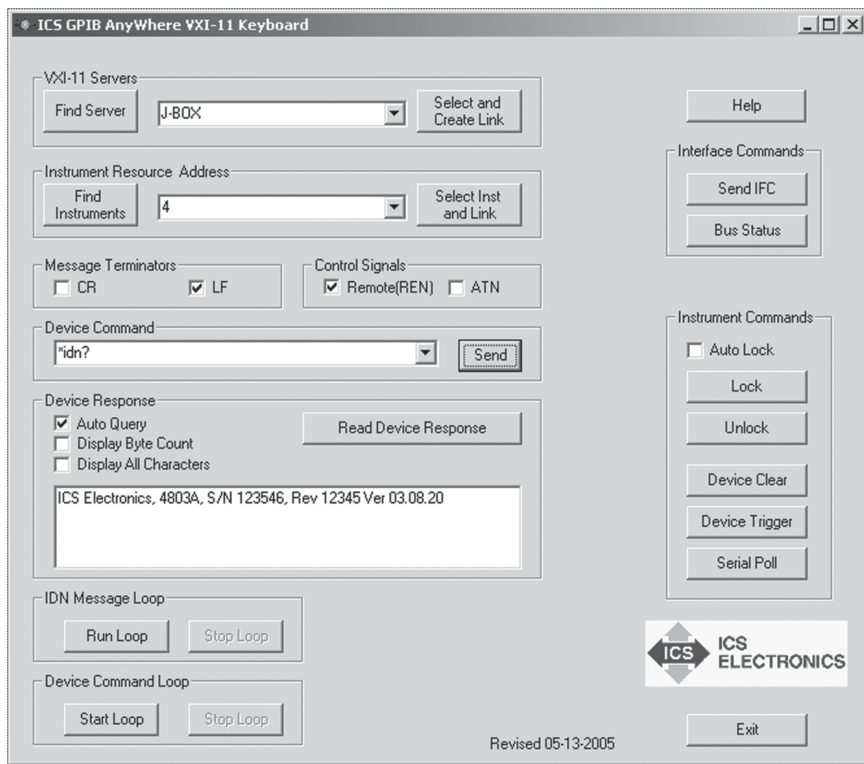 ICS GPIB AnyWhere VXI-11 Keyboard
VXI-11 Servers
Find Server
J-BOX
Select and
Create Link
Help
Instrument Resource Address
Find
Instruments
4
Select Inst
and Link
Interface Commands
Send IFC
Bus Status
Message Terminators
CR
LF
Control Signals
Remote(REN)
ATN
Device Command
*idn?
Send
Instrument Commands
Auto Lock
Lock
Unlock
Device Clear
Device Trigger
Serial Poll
Device Response
Auto Query
Display Byte Count
Display All Characters
Read Device Response
ICS Electronics, 4803A, S/N 123546, Rev 12345 Ver 03.08.20
IDN Message Loop
Run Loop
Stop Loop
Device Command Loop
Start Loop
Stop Loop
ICS
ICS
ELECTRONICS
Revised 05-13-2005
Exit